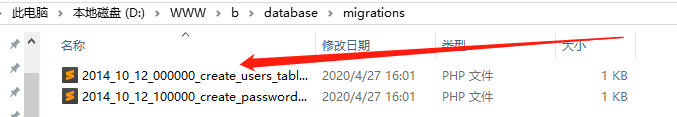 此电脑 > 本地磁盘 (D:) > WWW > b > database > migrations
名称 修改日期 类型 大小
2014_10_12_000000_create_users_tabl... 2020/4/27 16:01 PHP 文件 1 KB
2014_10_12_100000_create_password... 2020/4/27 16:01 PHP 文件 1 KB